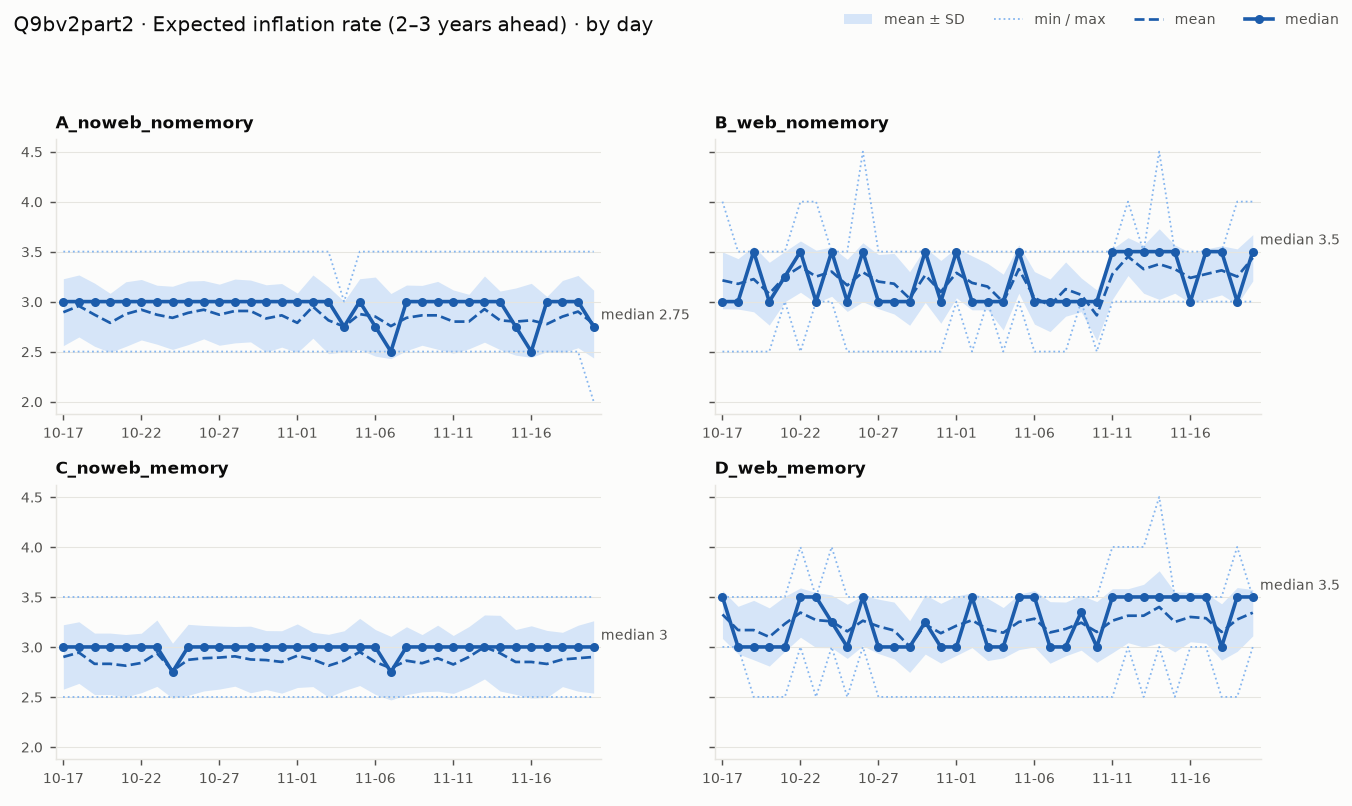 Q9bv2part2 · Expected inflation rate (2–3 years ahead) · by day
mean ± SD
min / max
mean
median
A_noweb_nomemory
4.5
4.0
3.5
3.0
2.5
2.0
median 2.75
10-17 10-22 10-27 11-01 11-06 11-11 11-16
B_web_nomemory
median 3.5
10-17 10-22 10-27 11-01 11-06 11-11 11-16
C_noweb_memory
4.5
4.0
3.5
3.0
2.5
2.0
median 3
10-17 10-22 10-27 11-01 11-06 11-11 11-16
D_web_memory
median 3.5
10-17 10-22 10-27 11-01 11-06 11-11 11-16